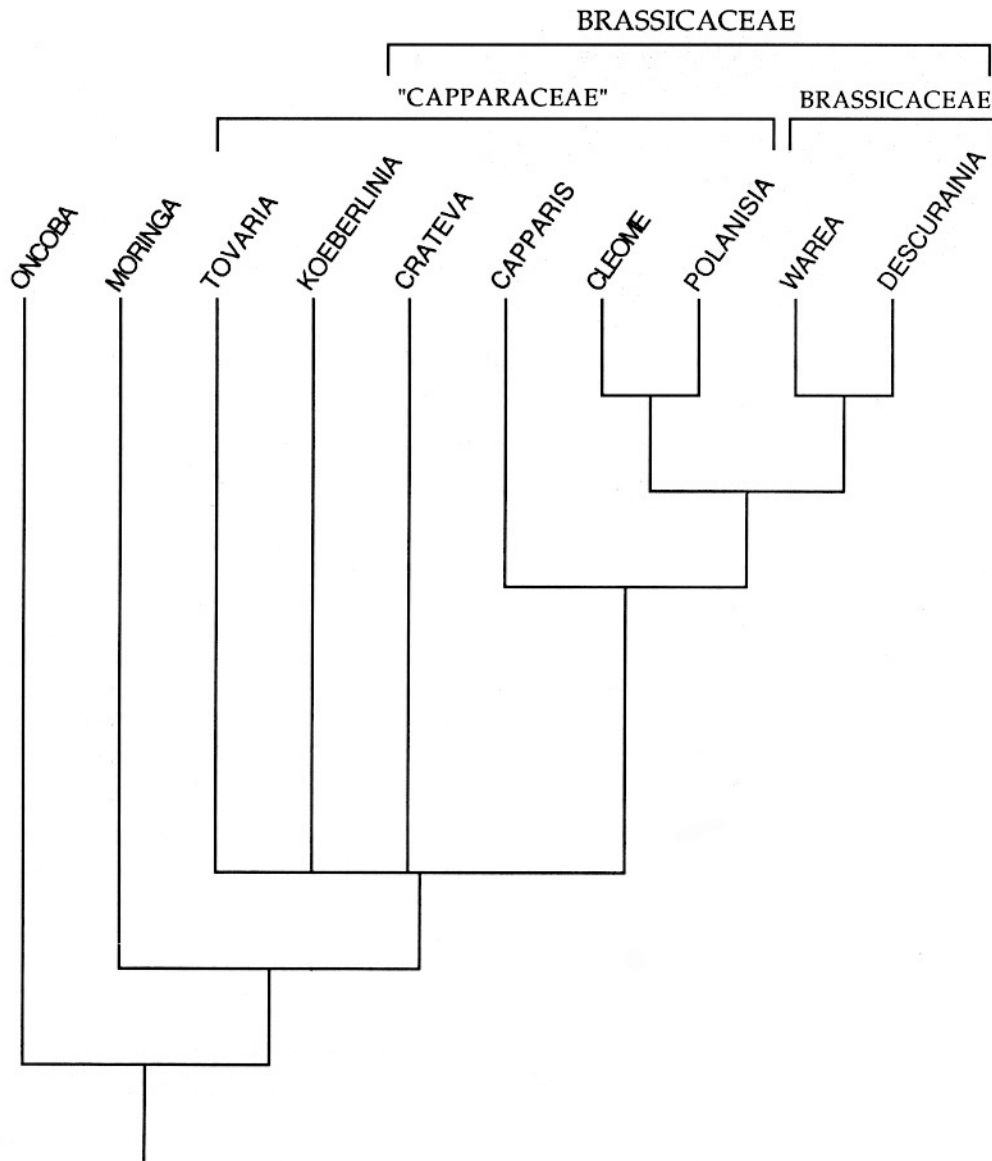 BRASSICACEAE
"CAPPARACEAE"
BRASSICACEAE
ONCOBA
MORINGA
TOVARIA
KOEBERLINIA
CRATEVA
CAPPARIS
CLEOME
POLANISIA
WAREA
DESCURAINIA